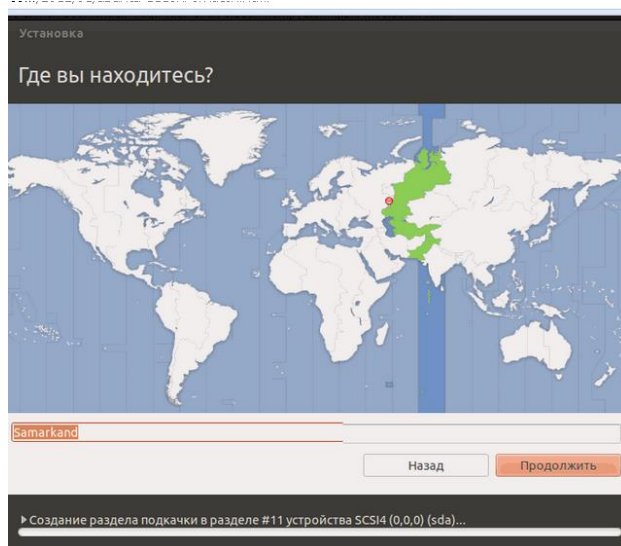 Установка
Где вы находитесь?
Samarkand
Назад
Продолжить
Создание раздела подкачки в разделе #11 устройства SCSI4 (0,0,0) (sda)...